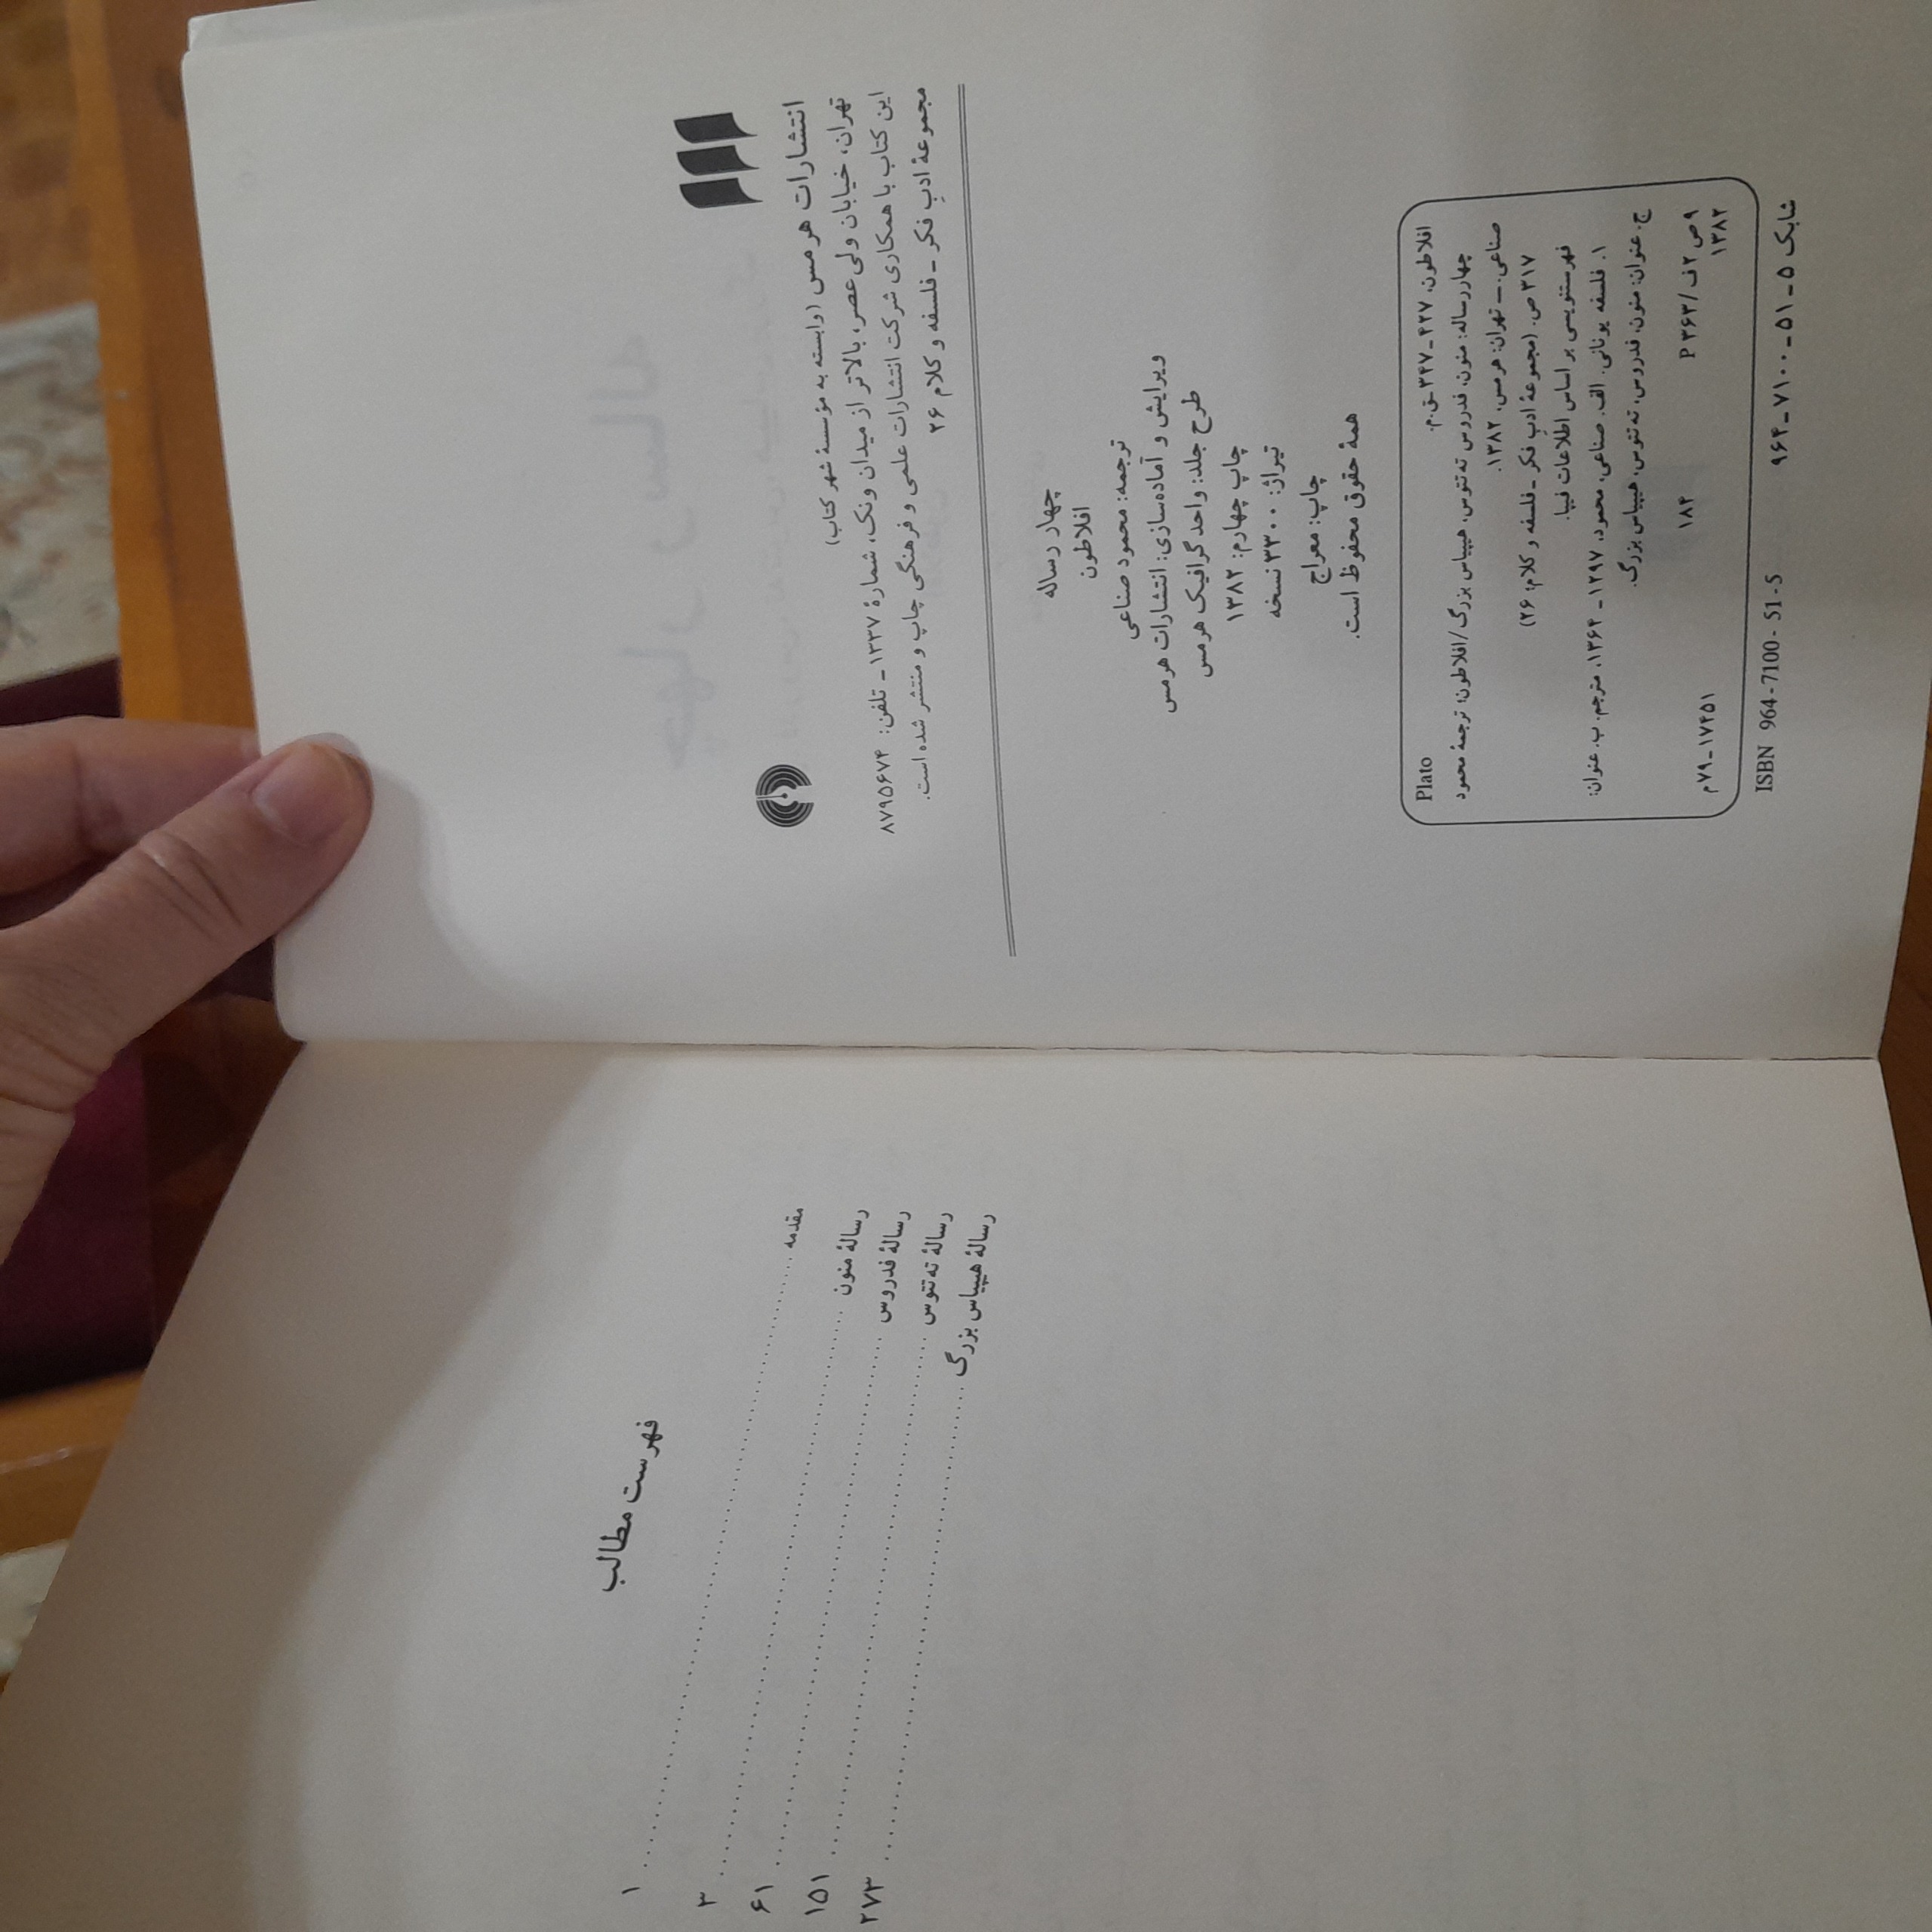 انتشارات هرمس (وابسته به مؤسسهٔ شهر کتاب)
تهران، خیابان ولی عصر، بالاتر از میدان ونک، شمارهٔ ۱۳۳۷ ـ تلفن: ۸۷۹۵۶۷۴
این کتاب با همکاری شرکت انتشارات علمی و فرهنگی چاپ و منتشر شده است.
مجموعهٔ ادبِ فکر ـ فلسفه و کلام ۲۶
چهار رساله
افلاطون
ترجمه: محمود صناعی
ویرایش و آماده‌سازی: انتشارات هرمس
طرح جلد: واحد گرافیک هرمس
چاپ چهارم: ۱۳۸۲
تیراژ: ۳۳۰۰ نسخه
چاپ: معراج
همهٔ حقوق محفوظ است.
افلاطون، ۴۲۷ـ۳۴۷ ق.م. Plato
چهار رساله: منون، فدروس ته‌تتوس، هیپیاس بزرگ/افلاطون؛ ترجمهٔ محمود
صناعی. ـ تهران: هرمس، ۱۳۸۲.
۳۱۷ ص. (مجموعهٔ ادبِ فکر ـ فلسفه و کلام؛ ۲۶)
فهرستنویسی بر اساس اطلاعات فیپا.
۱. فلسفه یونانی. الف. صناعی، محمود، ۱۲۹۷ ـ ۱۳۶۴، مترجم. ب. عنوان:
ج. عنوان: منون، فدروس، ته‌تتوس، هیپیاس بزرگ.
۹ص۲ف/۳۶۳ P ۱۸۴ ۱۷۴۵۱ـ۷۹م
۱۳۸۲
شابک ۵ ـ ۵۱ ـ ۷۱۰۰ ـ ۹۶۴ ISBN 964 - 7100 - 51 - 5
فهرست مطالب
مقدمه ۱
رسالهٔ منون ۳
رسالهٔ فدروس ۶۱
رسالهٔ ته‌تتوس ۱۵۱
رسالهٔ هیپیاس بزرگ ۲۷۳